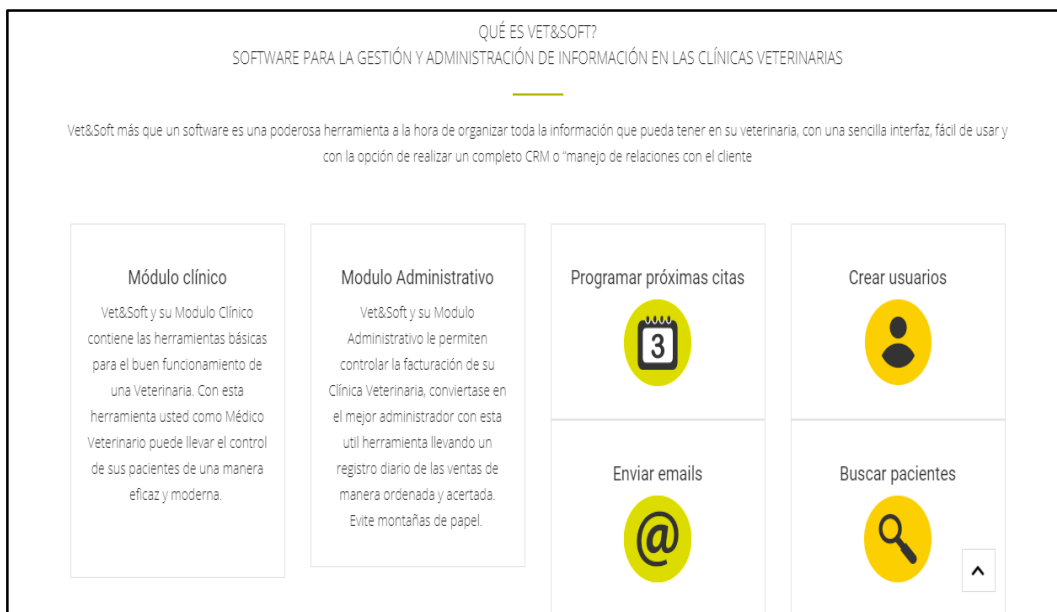 QUÉ ES VET&SOFT?
SOFTWARE PARA LA GESTIÓN Y ADMINISTRACIÓN DE INFORMACIÓN EN LAS CLÍNICAS VETERINARIAS
Vet&Soft más que un software es una poderosa herramienta a la hora de organizar toda la información que pueda tener en su veterinaria, con una sencilla interfaz, fácil de usar y
con la opción de realizar un completo CRM o "manejo de relaciones con el cliente
Módulo clínico
Vet&Soft y su Modulo Clínico
contiene las herramientas básicas
para el buen funcionamiento de
una Veterinaria. Con esta
herramienta usted como Médico
Veterinario puede llevar el control
de sus pacientes de una manera
eficaz y moderna.
Modulo Administrativo
Vet&Soft y su Modulo
Administrativo le permiten
controlar la facturación de su
Clínica Veterinaria, conviertase en
el mejor administrador con esta
util herramienta llevando un
registro diario de las ventas de
manera ordenada y acertada.
Evite montañas de papel.
Programar próximas citas
3
Crear usuarios
Enviar emails
@
Buscar pacientes